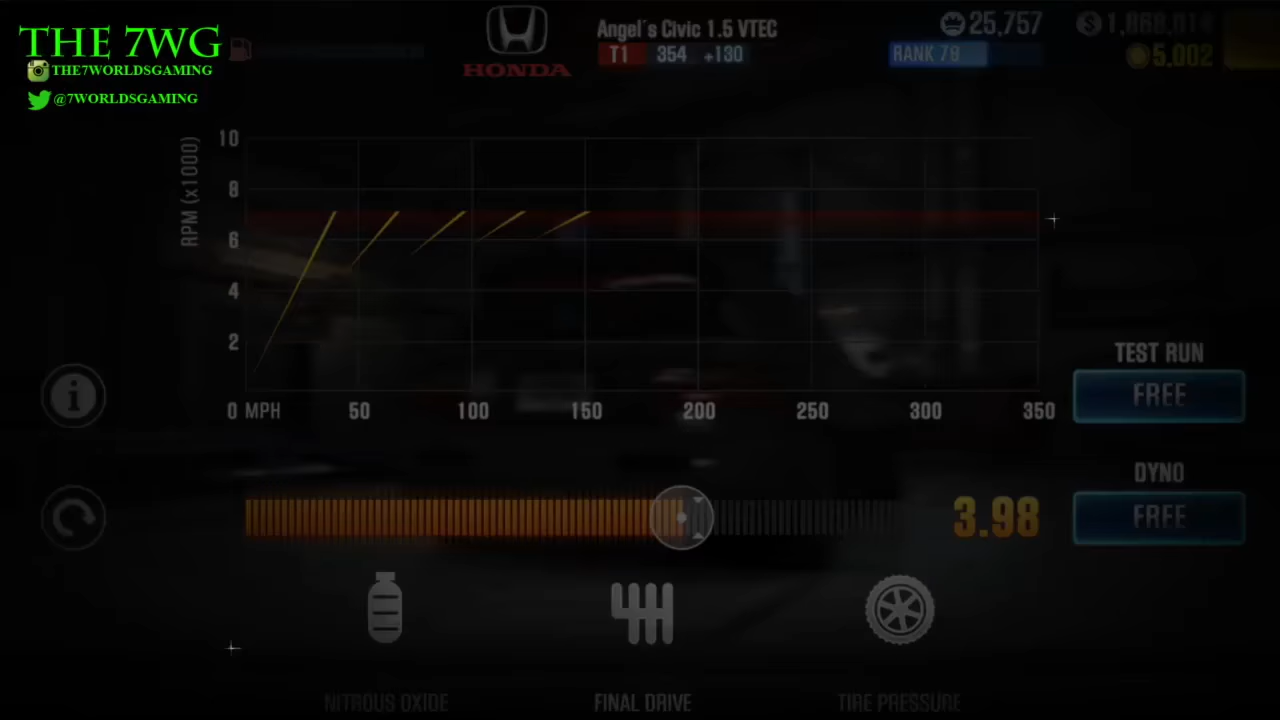 THE 7WG
THE7WORLDSGAMING
@7WORLDSGAMING
HONDA
Angel's Civic 1.5 VTEC
T1 354 +130
25,757
RANK 78
5,002
RPM (x1000)
10
8
6
4
2
0 MPH 50 100 150 200 250 300 350
TEST RUN
FREE
DYNO
FREE
3.98
NITROUS OXIDE
FINAL DRIVE
TIRE PRESSURE